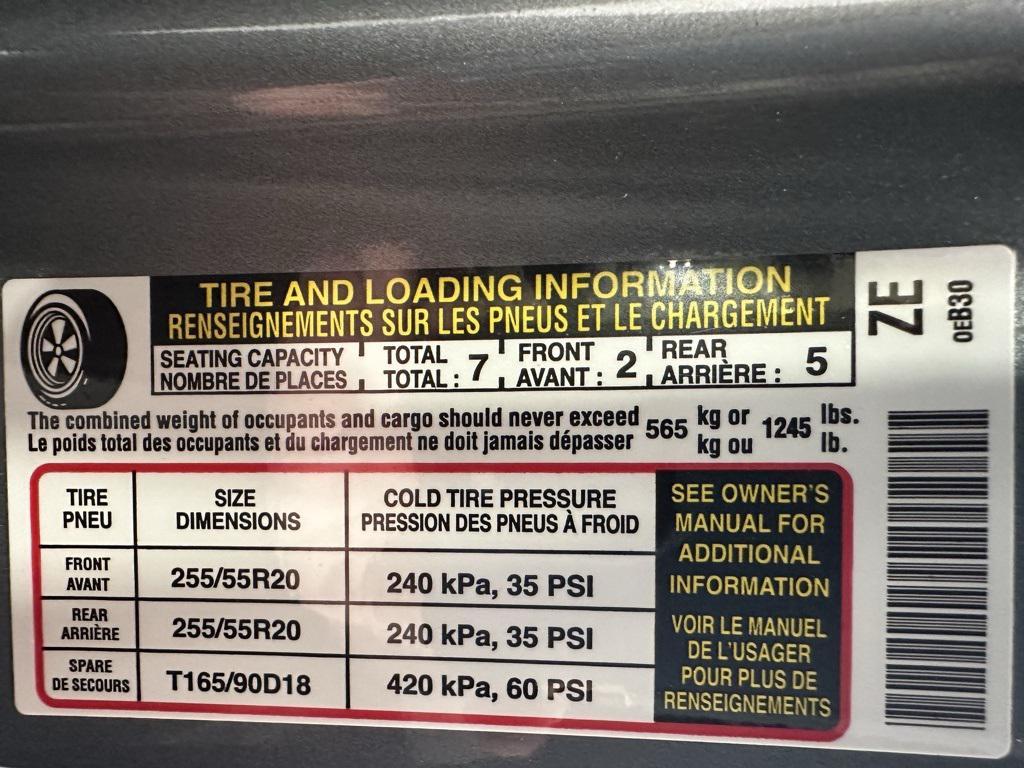 TIRE AND LOADING INFORMATION
RENSEIGNEMENTS SUR LES PNEUS ET LE CHARGEMENT
SEATING CAPACITY TOTAL FRONT REAR
NOMBRE DE PLACES TOTAL : 7 AVANT : 2 ARRIÈRE : 5
The combined weight of occupants and cargo should never exceed 565 kg or 1245 lbs.
Le poids total des occupants et du chargement ne doit jamais dépasser kg ou lb.
TIRE
PNEU
SIZE
DIMENSIONS
COLD TIRE PRESSURE
PRESSION DES PNEUS À FROID
FRONT
AVANT
255/55R20
240 kPa, 35 PSI
REAR
ARRIÈRE
255/55R20
240 kPa, 35 PSI
SPARE
DE SECOURS
T165/90D18
420 kPa, 60 PSI
SEE OWNER'S
MANUAL FOR
ADDITIONAL
INFORMATION
VOIR LE MANUEL
DE L'USAGER
POUR PLUS DE
RENSEIGNEMENTS
ZE
0EB30